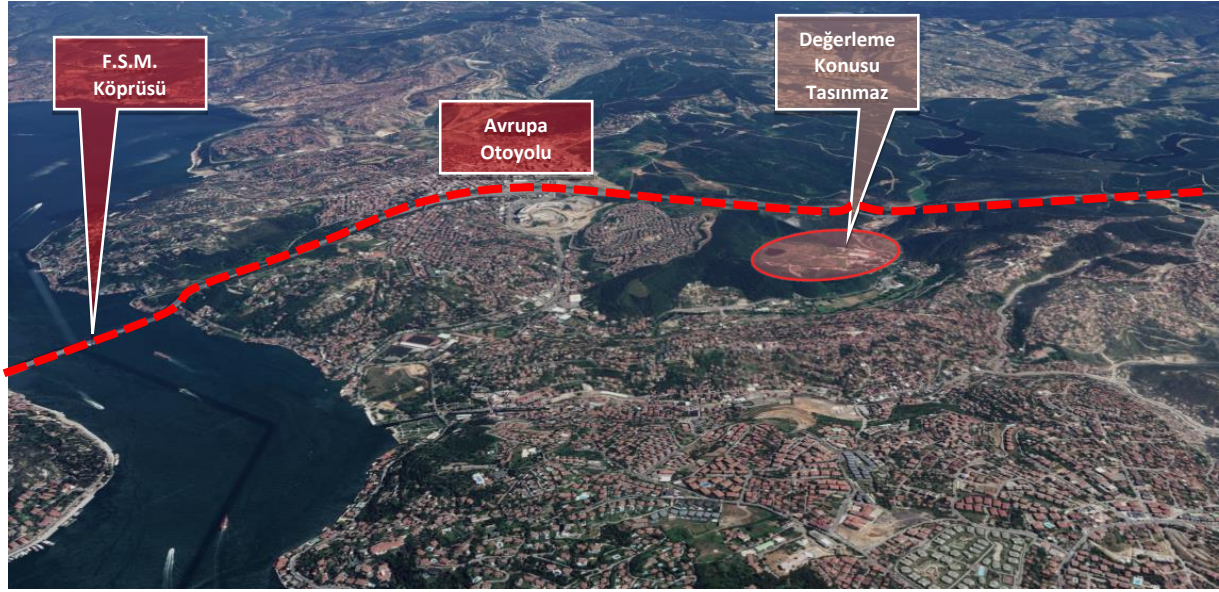 F.S.M.
Köprüsü
Avrupa
Otoyolu
Değerleme
Konusu
Tasınmaz